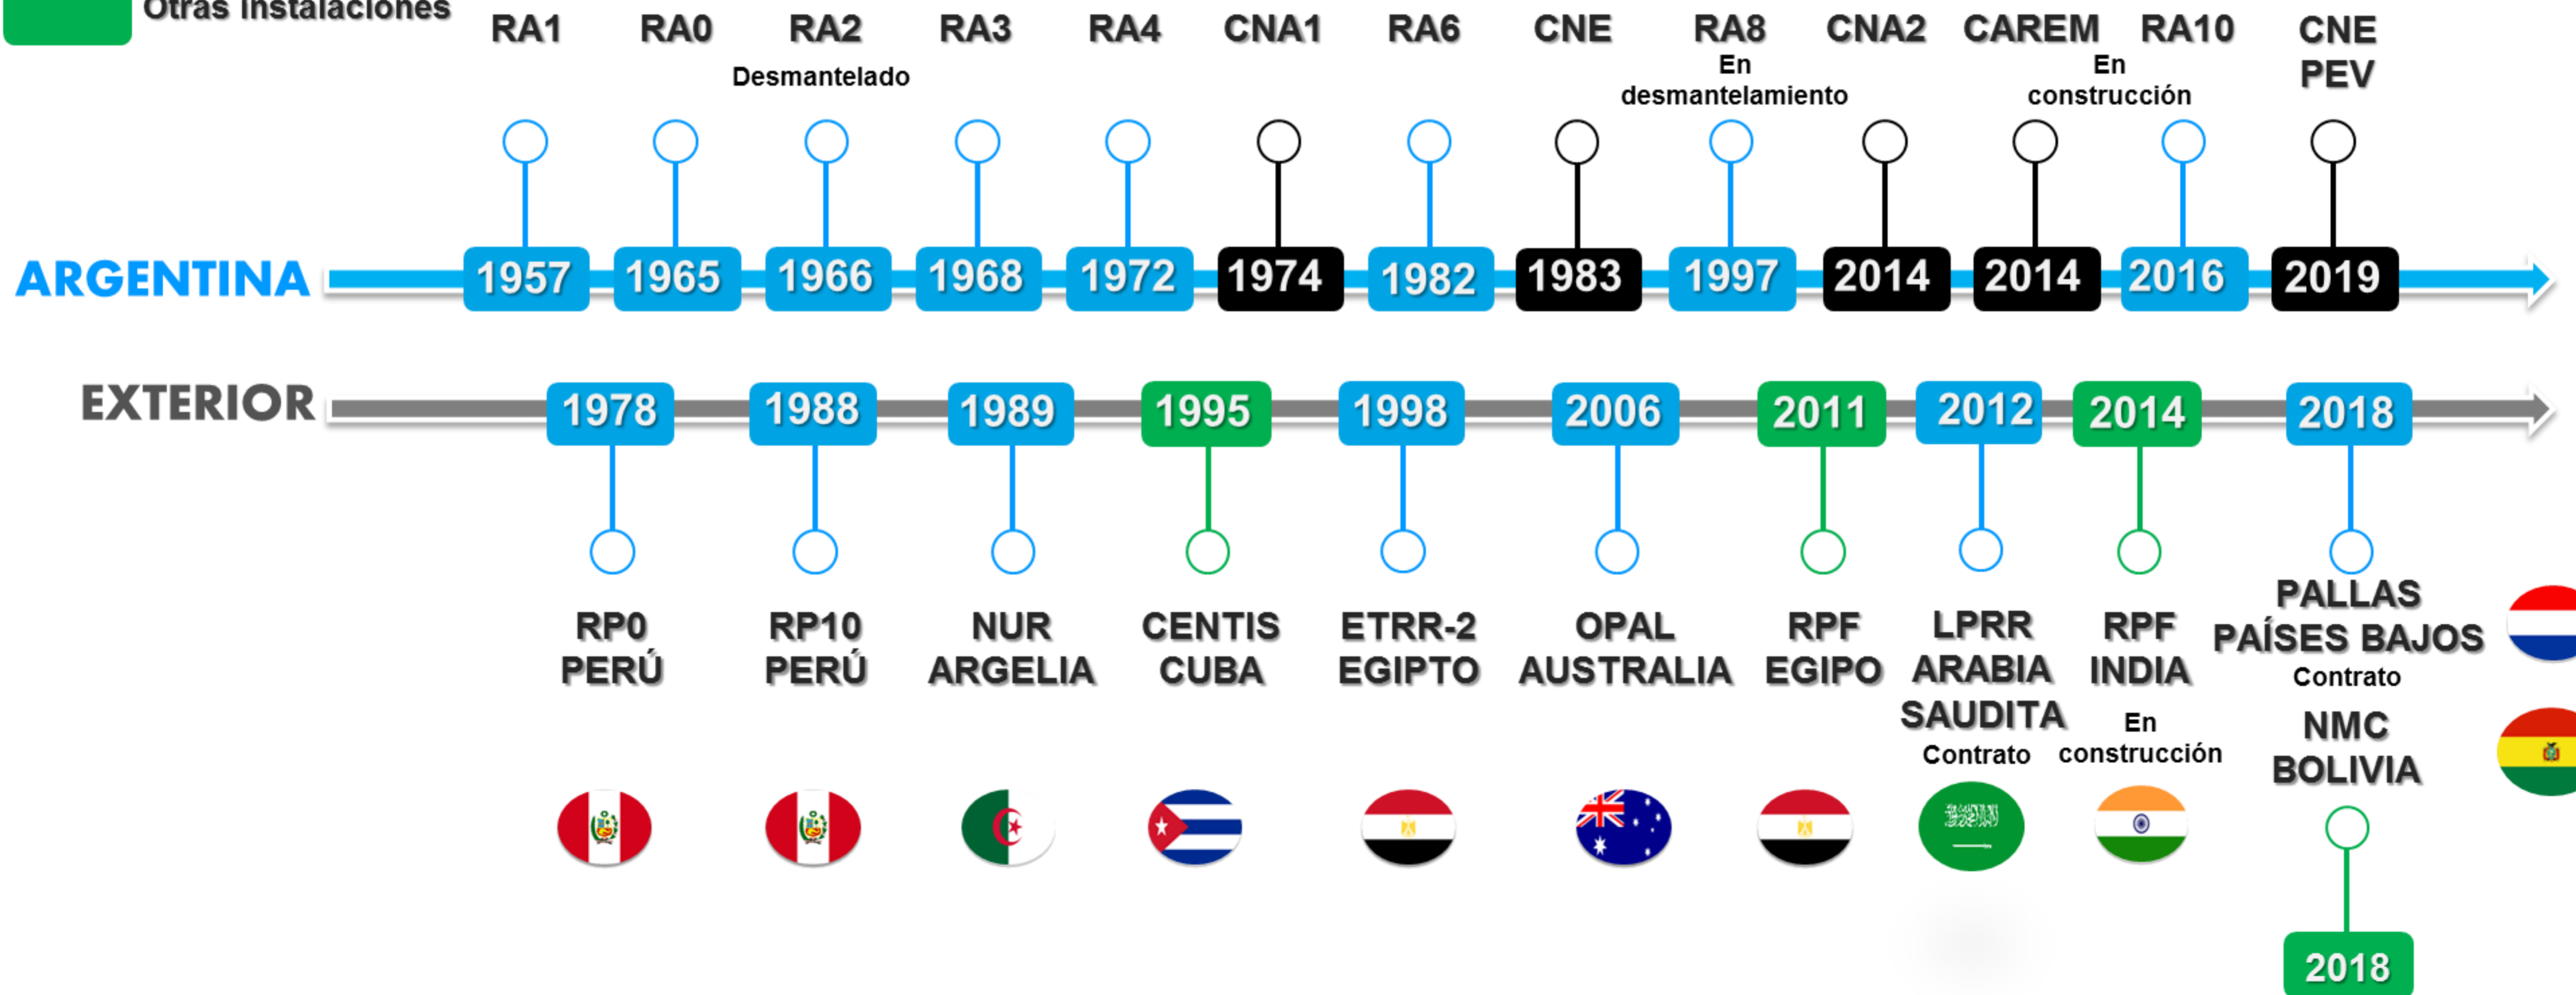 Otras Instalaciones
RA1 RA0 RA2 RA3 RA4 CNA1 RA6 CNE RA8 CNA2 CAREM RA10 CNE
PEV
Desmantelado
En
desmantelamiento
En
construcción
ARGENTINA 1957 1965 1966 1968 1972 1974 1982 1983 1997 2014 2014 2016 2019
EXTERIOR 1978 1988 1989 1995 1998 2006 2011 2012 2014 2018
RP0
PERÚ
RP10
PERÚ
NUR
ARGELIA
CENTIS
CUBA
ETRR-2
EGIPTO
OPAL
AUSTRALIA
RPF
EGIPO
LPRR
ARABIA
SAUDITA
Contrato
RPF
INDIA
En
construcción
PALLAS
PAÍSES BAJOS
Contrato
NMC
BOLIVIA
2018